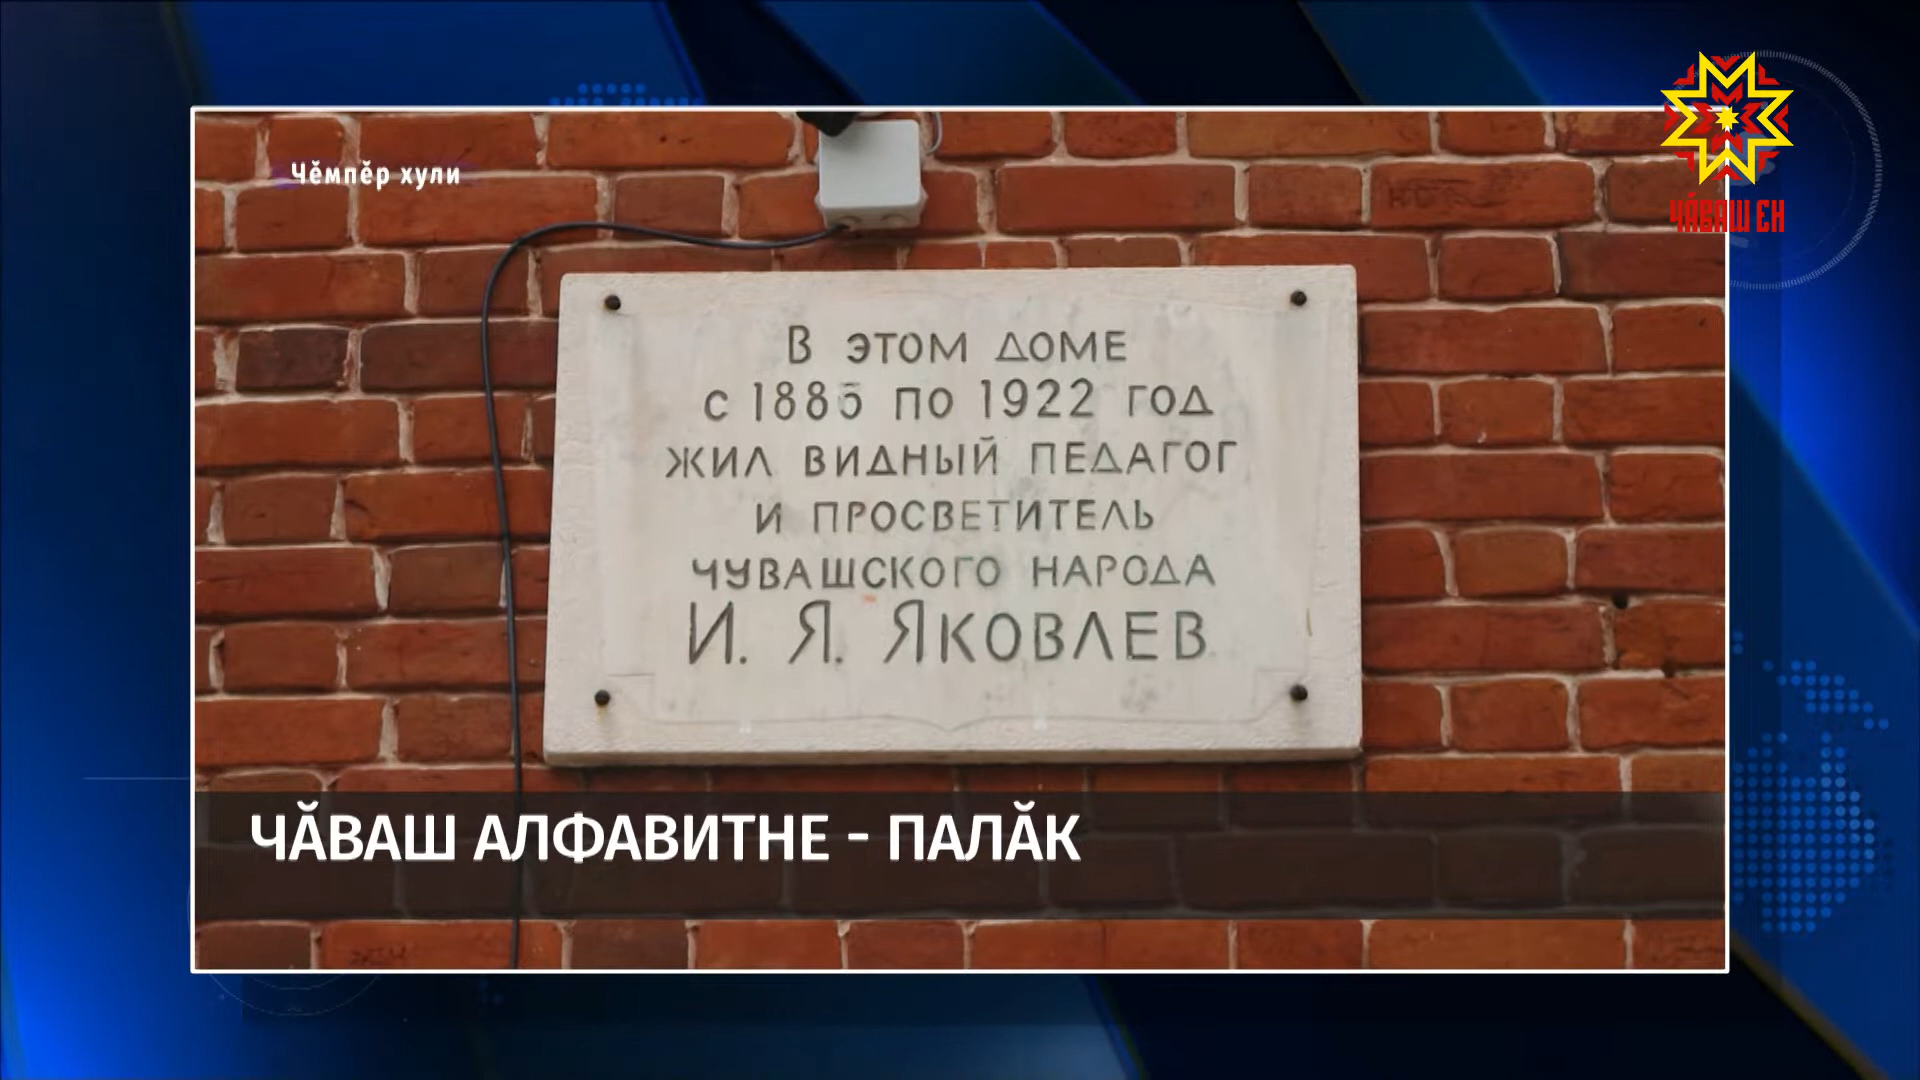 Чӗмпӗр хули
ЧӐВАШ ЕН
В ЭТОМ ДОМЕ
С 1885 ПО 1922 ГОД
ЖИЛ ВИДНЫЙ ПЕДАГОГ
И ПРОСВЕТИТЕЛЬ
ЧУВАШСКОГО НАРОДА
И. Я. ЯКОВЛЕВ
ЧӐВАШ АЛФАВИТНЕ - ПАЛӐК